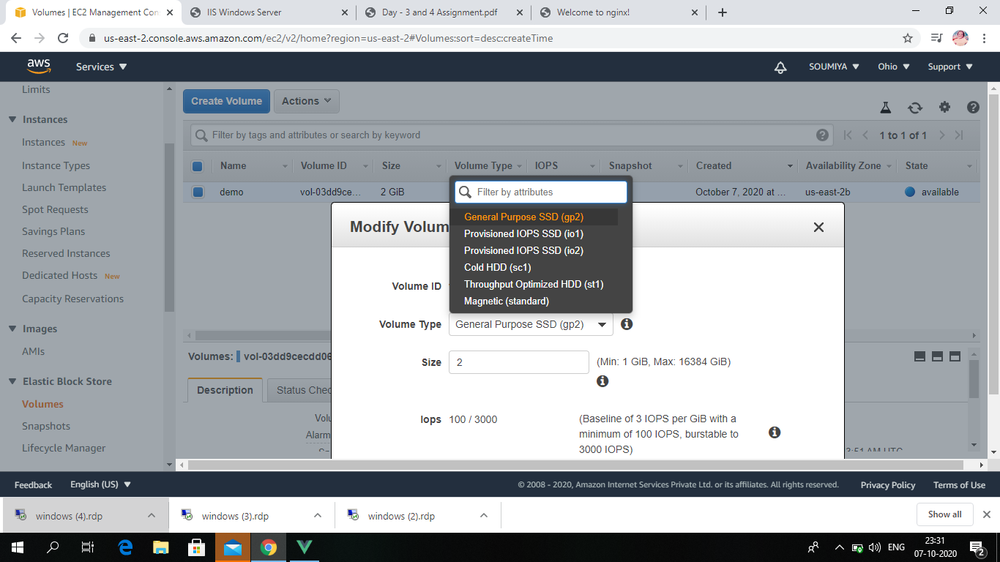 Volumes | EC2 Management Con
IIS Windows Server
Day - 3 and 4 Assignment.pdf
Welcome to nginx!
us-east-2.console.aws.amazon.com/ec2/v2/home?region=us-east-2#Volumes:sort=desc:createTime
aws
Services
SOUMIYA
Ohio
Support
Limits
Instances
Instances New
Instance Types
Launch Templates
Spot Requests
Savings Plans
Reserved Instances
Dedicated Hosts New
Capacity Reservations
Images
AMIs
Elastic Block Store
Volumes
Snapshots
Lifecycle Manager
Create Volume
Actions
Filter by tags and attributes or search by keyword
1 to 1 of 1
Name Volume ID Size Volume Type IOPS Snapshot Created Availability Zone State
demo vol-03dd9ce... 2 GiB October 7, 2020 at ... us-east-2b available
Filter by attributes
General Purpose SSD (gp2)
Provisioned IOPS SSD (io1)
Provisioned IOPS SSD (io2)
Cold HDD (sc1)
Throughput Optimized HDD (st1)
Magnetic (standard)
Modify Volum
Volume ID
Volume Type General Purpose SSD (gp2)
Size 2 (Min: 1 GiB, Max: 16384 GiB)
Iops 100 / 3000 (Baseline of 3 IOPS per GiB with a
minimum of 100 IOPS, burstable to
3000 IOPS)
Volumes: vol-03dd9cecdd06
Description
Status Chec
Volu
Alarm
3:51 AM UTC
Feedback
English (US)
© 2008 - 2020, Amazon Internet Services Private Ltd. or its affiliates. All rights reserved.
Privacy Policy
Terms of Use
windows (4).rdp
windows (3).rdp
windows (2).rdp
Show all
ENG
23:31
07-10-2020
2